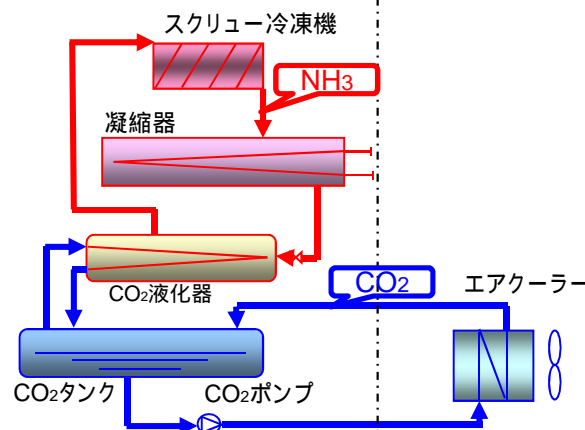 スクリュー冷凍機
NH3
凝縮器
CO2液化器
CO2
エアクーラー
CO2タンク
CO2ポンプ